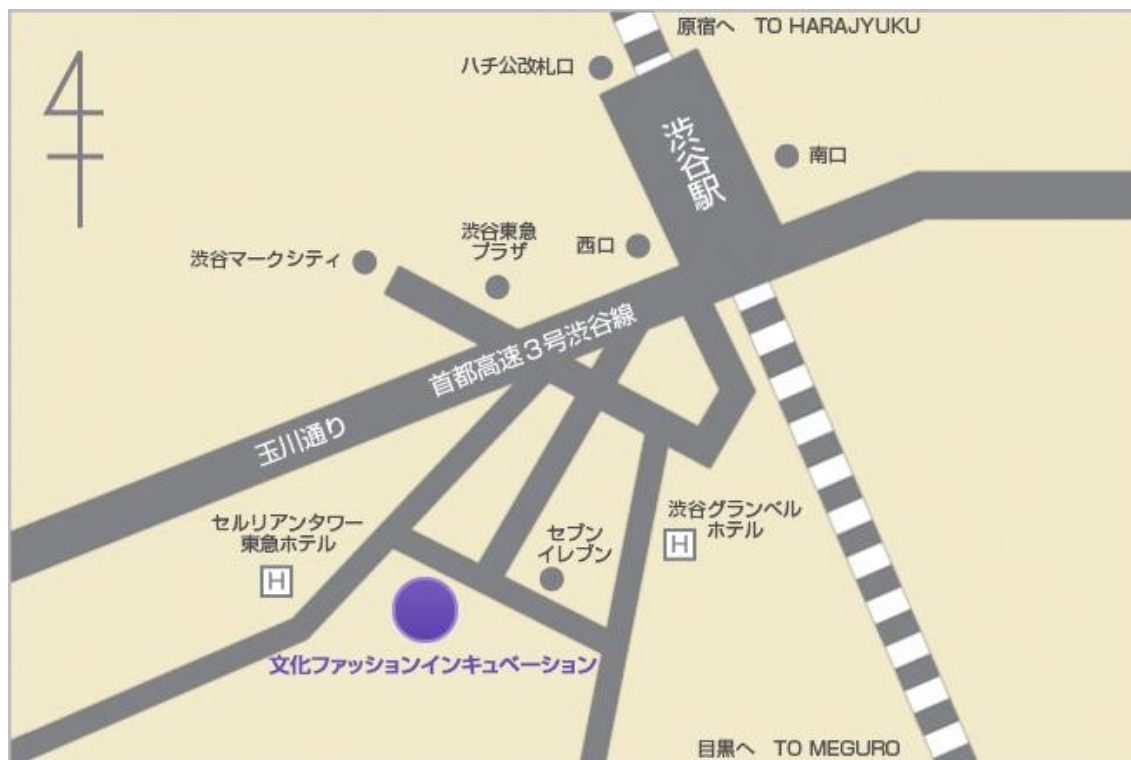 原宿へ TO HARAJYUKU
ハチ公改札口
渋谷駅
南口
渋谷東急
プラザ
西口
渋谷マークシティ
首都高速3号渋谷線
玉川通り
セルリアンタワー
東急ホテル
H
セブン
イレブン
渋谷グランベル
ホテル
H
文化ファッションインキュベーション
目黒へ TO MEGURO